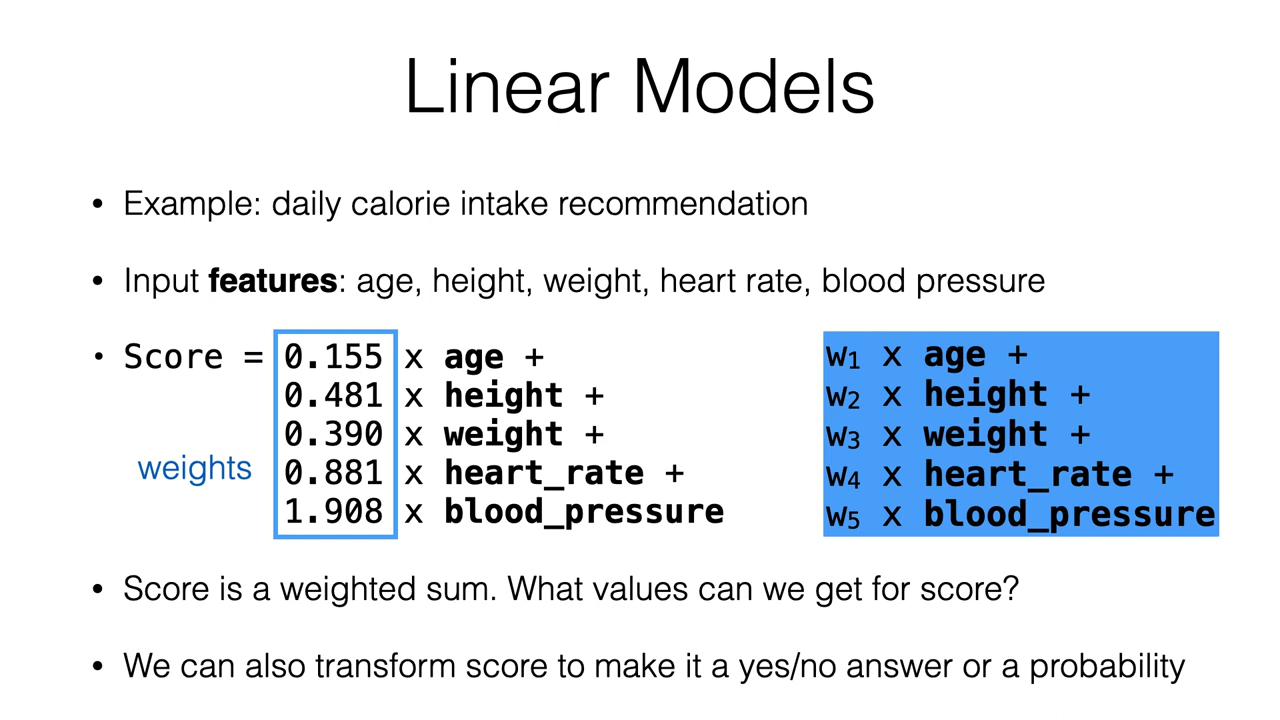 Linear Models
• Example: daily calorie intake recommendation
• Input features: age, height, weight, heart rate, blood pressure
• Score = 0.155 x age +
0.481 x height +
0.390 x weight +
weights
0.881 x heart_rate +
1.908 x blood_pressure
w₁ x age +
w₂ x height +
w₃ x weight +
w₄ x heart_rate +
w₅ x blood_pressure
• Score is a weighted sum. What values can we get for score?
• We can also transform score to make it a yes/no answer or a probability